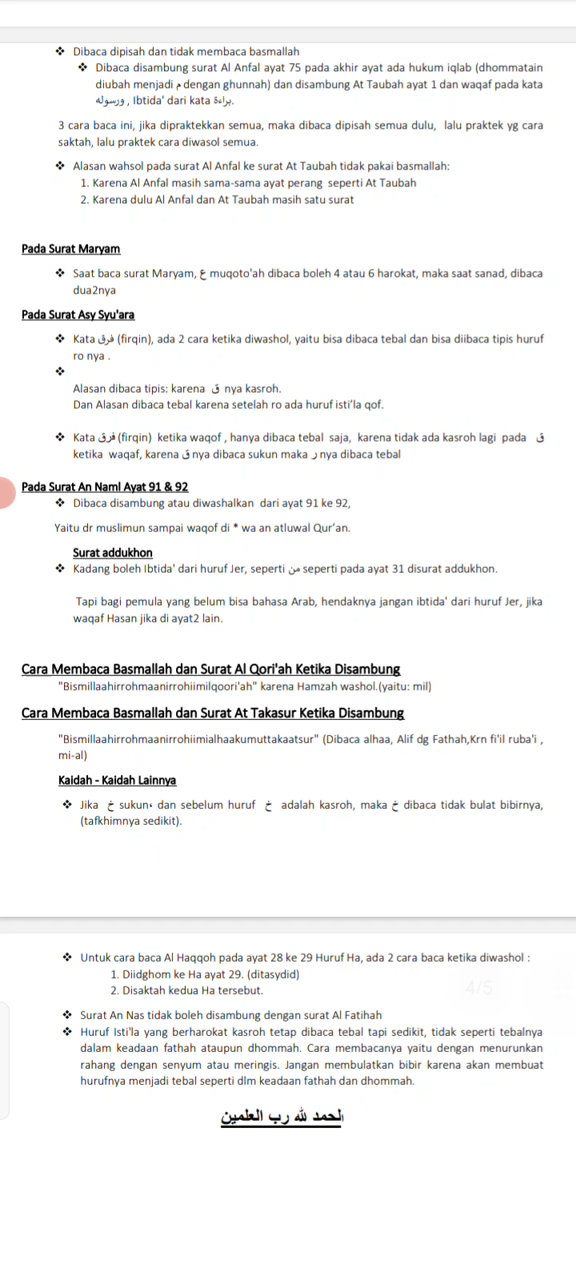 ❖ Dibaca dipisah dan tidak membaca basmallah
❖ Dibaca disambung surat Al Anfal ayat 75 pada akhir ayat ada hukum iqlab (dhommatain
diubah menjadi م dengan ghunnah) dan disambung At Taubah ayat 1 dan waqaf pada kata
ورسوله , Ibtida' dari kata براءة.
3 cara baca ini, jika dipraktekkan semua, maka dibaca dipisah semua dulu, lalu praktek yg cara
saktah, lalu praktek cara diwasol semua.
❖ Alasan wahsol pada surat Al Anfal ke surat At Taubah tidak pakai basmallah:
1. Karena Al Anfal masih sama-sama ayat perang seperti At Taubah
2. Karena dulu Al Anfal dan At Taubah masih satu surat
Pada Surat Maryam
❖ Saat baca surat Maryam, ع muqoto'ah dibaca boleh 4 atau 6 harokat, maka saat sanad, dibaca
dua2nya
Pada Surat Asy Syu'ara
❖ Kata فرق (firqin), ada 2 cara ketika diwashol, yaitu bisa dibaca tebal dan bisa diibaca tipis huruf
ro nya .
❖
Alasan dibaca tipis: karena ق nya kasroh.
Dan Alasan dibaca tebal karena setelah ro ada huruf isti'la qof.
❖ Kata فرق (firqin) ketika waqof , hanya dibaca tebal saja, karena tidak ada kasroh lagi pada ق
ketika waqaf, karena ق nya dibaca sukun maka ر nya dibaca tebal
Pada Surat An Naml Ayat 91 & 92
❖ Dibaca disambung atau diwashalkan dari ayat 91 ke 92,
Yaitu dr muslimun sampai waqof di * wa an atluwal Qur'an.
Surat addukhon
❖ Kadang boleh Ibtida' dari huruf Jer, seperti من seperti pada ayat 31 disurat addukhon.
Tapi bagi pemula yang belum bisa bahasa Arab, hendaknya jangan ibtida' dari huruf Jer, jika
waqaf Hasan jika di ayat2 lain.
Cara Membaca Basmallah dan Surat Al Qori'ah Ketika Disambung
"Bismillaahirrohmaanirrohiimilqoori'ah" karena Hamzah washol.(yaitu: mil)
Cara Membaca Basmallah dan Surat At Takasur Ketika Disambung
"Bismillaahirrohmaanirrohiimialhaakumuttakaatsur" (Dibaca alhaa, Alif dg Fathah,Krn fi'il ruba'i ,
mi-al)
Kaidah - Kaidah Lainnya
❖ Jika خ sukun، dan sebelum huruf خ adalah kasroh, maka خ dibaca tidak bulat bibirnya,
(tafkhimnya sedikit).
❖ Untuk cara baca Al Haqqoh pada ayat 28 ke 29 Huruf Ha, ada 2 cara baca ketika diwashol :
1. Diidghom ke Ha ayat 29. (ditasydid)
2. Disaktah kedua Ha tersebut.
4/5
❖ Surat An Nas tidak boleh disambung dengan surat Al Fatihah
❖ Huruf Isti'la yang berharokat kasroh tetap dibaca tebal tapi sedikit, tidak seperti tebalnya
dalam keadaan fathah ataupun dhommah. Cara membacanya yaitu dengan menurunkan
rahang dengan senyum atau meringis. Jangan membulatkan bibir karena akan membuat
hurufnya menjadi tebal seperti dlm keadaan fathah dan dhommah.
الحمد لله رب العلمين